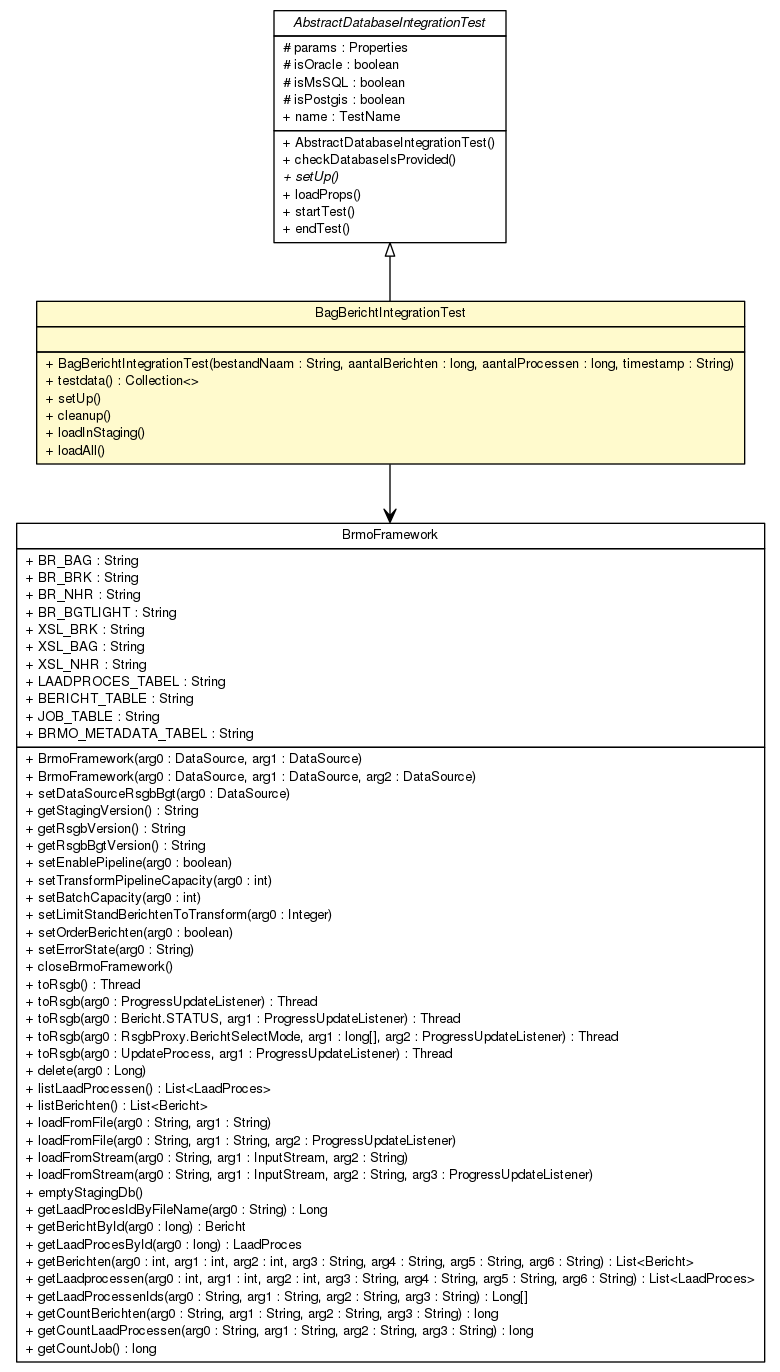 AbstractDatabaseIntegrationTest
# params : Properties
# isOracle : boolean
# isMsSQL : boolean
# isPostgis : boolean
+ name : TestName
+ AbstractDatabaseIntegrationTest()
+ checkDatabaseIsProvided()
+ setUp()
+ loadProps()
+ startTest()
+ endTest()
BagBerichtIntegrationTest
+ BagBerichtIntegrationTest(bestandNaam : String, aantalBerichten : long, aantalProcessen : long, timestamp : String)
+ testdata() : Collection<>
+ setUp()
+ cleanup()
+ loadInStaging()
+ loadAll()
BrmoFramework
+ BR_BAG : String
+ BR_BRK : String
+ BR_NHR : String
+ BR_BGTLIGHT : String
+ XSL_BRK : String
+ XSL_BAG : String
+ XSL_NHR : String
+ LAADPROCES_TABEL : String
+ BERICHT_TABLE : String
+ JOB_TABLE : String
+ BRMO_METADATA_TABEL : String
+ BrmoFramework(arg0 : DataSource, arg1 : DataSource)
+ BrmoFramework(arg0 : DataSource, arg1 : DataSource, arg2 : DataSource)
+ setDataSourceRsgbBgt(arg0 : DataSource)
+ getStagingVersion() : String
+ getRsgbVersion() : String
+ getRsgbBgtVersion() : String
+ setEnablePipeline(arg0 : boolean)
+ setTransformPipelineCapacity(arg0 : int)
+ setBatchCapacity(arg0 : int)
+ setLimitStandBerichtenToTransform(arg0 : Integer)
+ setOrderBerichten(arg0 : boolean)
+ setErrorState(arg0 : String)
+ closeBrmoFramework()
+ toRsgb() : Thread
+ toRsgb(arg0 : ProgressUpdateListener) : Thread
+ toRsgb(arg0 : Bericht.STATUS, arg1 : ProgressUpdateListener) : Thread
+ toRsgb(arg0 : RsgbProxy.BerichtSelectMode, arg1 : long[], arg2 : ProgressUpdateListener) : Thread
+ toRsgb(arg0 : UpdateProcess, arg1 : ProgressUpdateListener) : Thread
+ delete(arg0 : Long)
+ listLaadProcessen() : List<LaadProces>
+ listBerichten() : List<Bericht>
+ loadFromFile(arg0 : String, arg1 : String)
+ loadFromFile(arg0 : String, arg1 : String, arg2 : ProgressUpdateListener)
+ loadFromStream(arg0 : String, arg1 : InputStream, arg2 : String)
+ loadFromStream(arg0 : String, arg1 : InputStream, arg2 : String, arg3 : ProgressUpdateListener)
+ emptyStagingDb()
+ getLaadProcesIdByFileName(arg0 : String) : Long
+ getBerichtById(arg0 : long) : Bericht
+ getLaadProcesById(arg0 : long) : LaadProces
+ getBerichten(arg0 : int, arg1 : int, arg2 : int, arg3 : String, arg4 : String, arg5 : String, arg6 : String) : List<Bericht>
+ getLaadprocessen(arg0 : int, arg1 : int, arg2 : int, arg3 : String, arg4 : String, arg5 : String, arg6 : String) : List<LaadProces>
+ getLaadProcessenIds(arg0 : String, arg1 : String, arg2 : String, arg3 : String) : Long[]
+ getCountBerichten(arg0 : String, arg1 : String, arg2 : String, arg3 : String) : long
+ getCountLaadProcessen(arg0 : String, arg1 : String, arg2 : String, arg3 : String) : long
+ getCountJob() : long